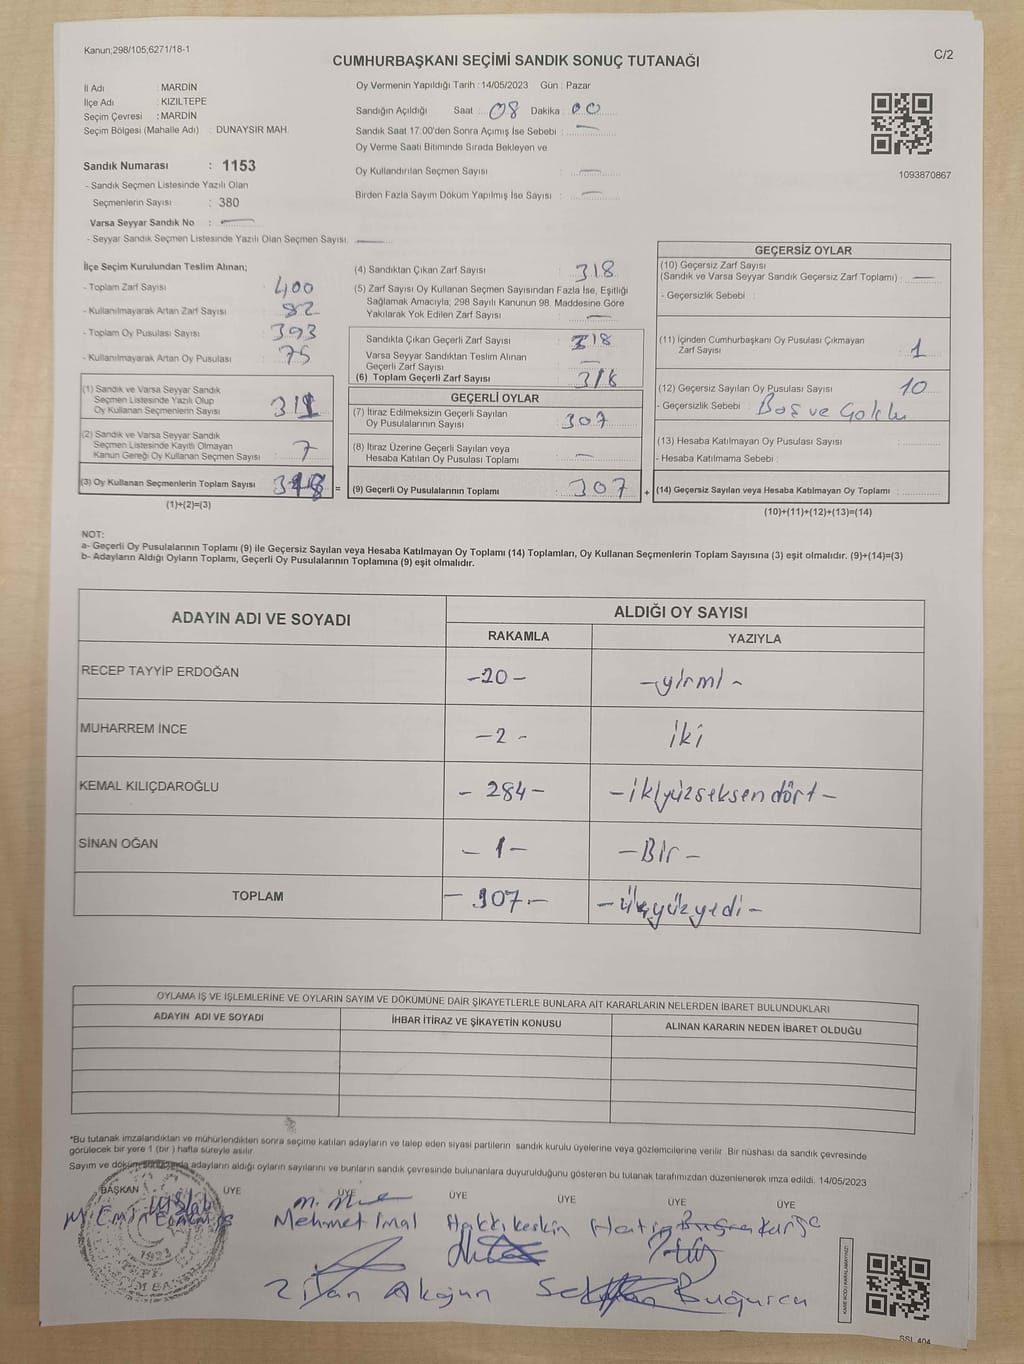 Kanun;298/105;6271/18-1
C/2
CUMHURBAŞKANI SEÇİMİ SANDIK SONUÇ TUTANAĞI
İl Adı : MARDİN
İlçe Adı : KIZILTEPE
Seçim Çevresi : MARDİN
Seçim Bölgesi (Mahalle Adı) : DUNAYSIR MAH.
Sandık Numarası : 1153
- Sandık Seçmen Listesinde Yazılı Olan
Seçmenlerin Sayısı : 380
Varsa Seyyar Sandık No :
- Seyyar Sandık Seçmen Listesinde Yazılı Olan Seçmen Sayısı:
Oy Vermenin Yapıldığı Tarih : 14/05/2023 Gün : Pazar
Sandığın Açıldığı Saat : 08 Dakika : 00
Sandık Saat 17:00'den Sonra Açımış İse Sebebi :
Oy Verme Saati Bitiminde Sırada Bekleyen ve
Oy Kullandırılan Seçmen Sayısı :
Birden Fazla Sayım Döküm Yapılmış İse Sayısı :
1093870867
İlçe Seçim Kurulundan Teslim Alınan;
- Toplam Zarf Sayısı : 400
- Kullanılmayarak Artan Zarf Sayısı : 82
- Toplam Oy Pusulası Sayısı : 393
- Kullanılmayarak Artan Oy Pusulası : 75
(1) Sandık ve Varsa Seyyar Sandık
Seçmen Listesinde Yazılı Olup
Oy Kullanan Seçmenlerin Sayısı : 311
(2) Sandık ve Varsa Seyyar Sandık
Seçmen Listesinde Kayıtlı Olmayan
Kanun Gereği Oy Kullanan Seçmen Sayısı : 7
(3) Oy Kullanan Seçmenlerin Toplam Sayısı : 318 =
(1)+(2)=(3)
(4) Sandıktan Çıkan Zarf Sayısı : 318
(5) Zarf Sayısı Oy Kullanan Seçmen Sayısından Fazla İse, Eşitliği
Sağlamak Amacıyla; 298 Sayılı Kanunun 98. Maddesine Göre
Yakılarak Yok Edilen Zarf Sayısı :
Sandıkta Çıkan Geçerli Zarf Sayısı : 318
Varsa Seyyar Sandıktan Teslim Alınan
Geçerli Zarf Sayısı :
(6) Toplam Geçerli Zarf Sayısı : 318
GEÇERLİ OYLAR
(7) İtiraz Edilmeksizin Geçerli Sayılan
Oy Pusulalarının Sayısı : 307
(8) İtiraz Üzerine Geçerli Sayılan veya
Hesaba Katılan Oy Pusulası Toplamı :
(9) Geçerli Oy Pusulalarının Toplamı : 307 +
GEÇERSİZ OYLAR
(10) Geçersiz Zarf Sayısı
(Sandık ve Varsa Seyyar Sandık Geçersiz Zarf Toplamı) :
- Geçersizlik Sebebi :
(11) İçinden Cumhurbaşkanı Oy Pusulası Çıkmayan
Zarf Sayısı : 1
(12) Geçersiz Sayılan Oy Pusulası Sayısı : 10
- Geçersizlik Sebebi : Boş ve Çoklu
(13) Hesaba Katılmayan Oy Pusulası Sayısı :
- Hesaba Katılmama Sebebi :
(14) Geçersiz Sayılan veya Hesaba Katılmayan Oy Toplamı :
(10)+(11)+(12)+(13)=(14)
NOT:
a- Geçerli Oy Pusulalarının Toplamı (9) ile Geçersiz Sayılan veya Hesaba Katılmayan Oy Toplamı (14) Toplamları, Oy Kullanan Seçmenlerin Toplam Sayısına (3) eşit olmalıdır. (9)+(14)=(3)
b- Adayların Aldığı Oyların Toplamı, Geçerli Oy Pusulalarının Toplamına (9) eşit olmalıdır.
ADAYIN ADI VE SOYADI
ALDIĞI OY SAYISI
RAKAMLA YAZIYLA
RECEP TAYYİP ERDOĞAN -20- -yirmi-
MUHARREM İNCE -2- iki
KEMAL KILIÇDAROĞLU -284- -ikiyüzseksendört-
SİNAN OĞAN -1- -Bir-
TOPLAM -307- -üçyüzyedi-
OYLAMA İŞ VE İŞLEMLERİNE VE OYLARIN SAYIM VE DÖKÜMÜNE DAİR ŞİKAYETLERLE BUNLARA AİT KARARLARIN NELERDEN İBARET BULUNDUKLARI
ADAYIN ADI VE SOYADI İHBAR İTİRAZ VE ŞİKAYETİN KONUSU ALINAN KARARIN NEDEN İBARET OLDUĞU
*Bu tutanak imzalandıktan ve mühürlendikten sonra seçime katılan adayların ve talep eden siyasi partilerin sandık kurulu üyelerine veya gözlemcilerine verilir. Bir nüshası da sandık çevresinde
görülecek bir yere 1 (bir) hafta süreyle asılır.
Sayım ve döküm sonucunda adayların aldığı oyların sayılarını ve bunların sandık çevresinde bulunanlara duyurulduğunu gösteren bu tutanak tarafımızdan düzenlenerek imza edildi. 14/05/2023
BAŞKAN ÜYE ÜYE ÜYE ÜYE ÜYE ÜYE
Mehmet İnal Hakkı Keskin
Zilan Akgün
1923
SSL 404